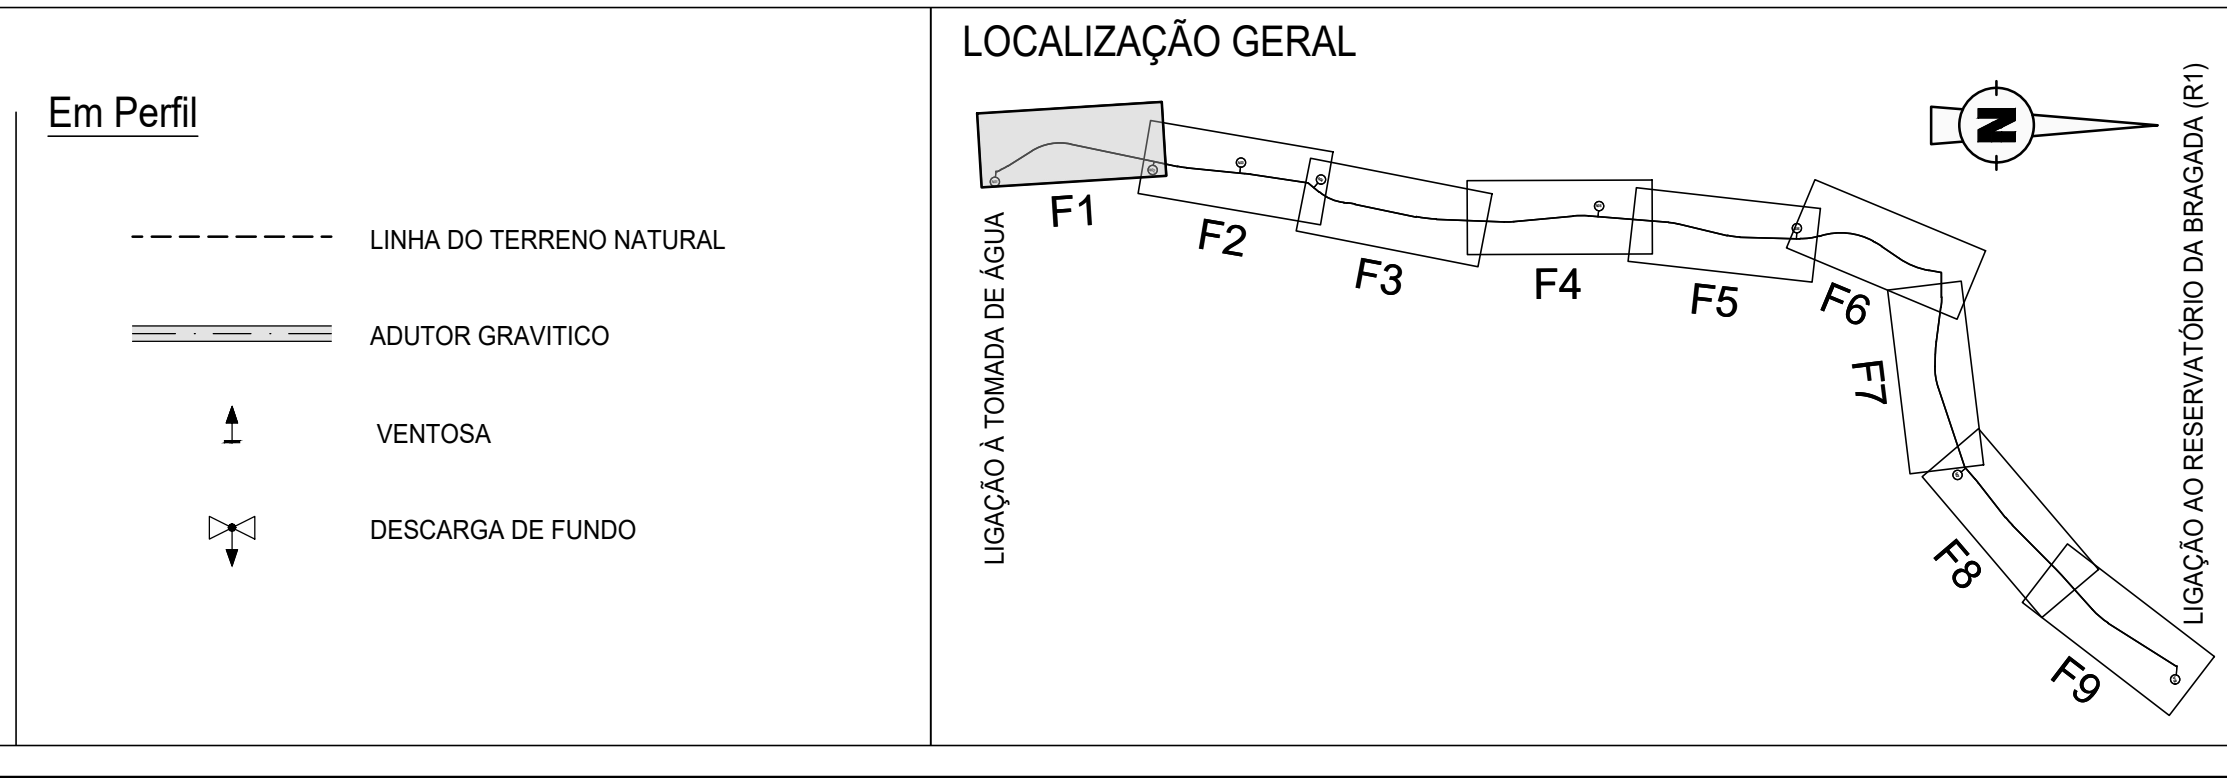 Em Perfil
LINHA DO TERRENO NATURAL
ADUTOR GRAVITICO
VENTOSA
DESCARGA DE FUNDO
LOCALIZAÇÃO GERAL
N
F1
F2
F3
F4
F5
F6
F7
F8
F9
LIGAÇÃO À TOMADA DE ÁGUA
LIGAÇÃO AO RESERVATÓRIO DA BRAGADA (R1)